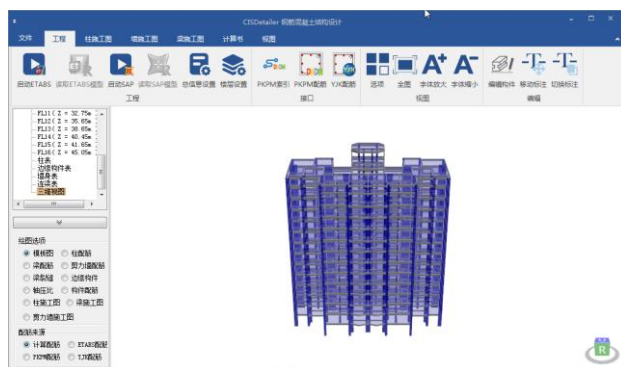 CISDetailer 钢筋混凝土结构设计
文件 工程 柱施工图 墙施工图 梁施工图 计算书 视图
启动ETABS 读取ETABS模型 启动SAP 读取SAP模型 总信息设置 楼层设置 PKPM索引 PKPM配筋 YJK配筋 选项 全图 字体放大 字体缩小 编辑构件 移动标注 切换标注
工程 接口 视图 编辑
FL11( Z = 32.75m
FL12( Z = 35.65m
FL13( Z = 38.65m
FL14( Z = 40.45m
FL15( Z = 41.65m
FL16( Z = 45.05m
柱表
边缘构件表
墙身表
连梁表
三维视图
绘图选项
模板图 柱配筋
梁配筋 剪力墙配筋
梁裂缝 边缘构件
轴压比 构件配筋
柱施工图 梁施工图
剪力墙施工图
配筋来源
计算配筋 ETABS配筋
PKPM配筋 YJK配筋
R